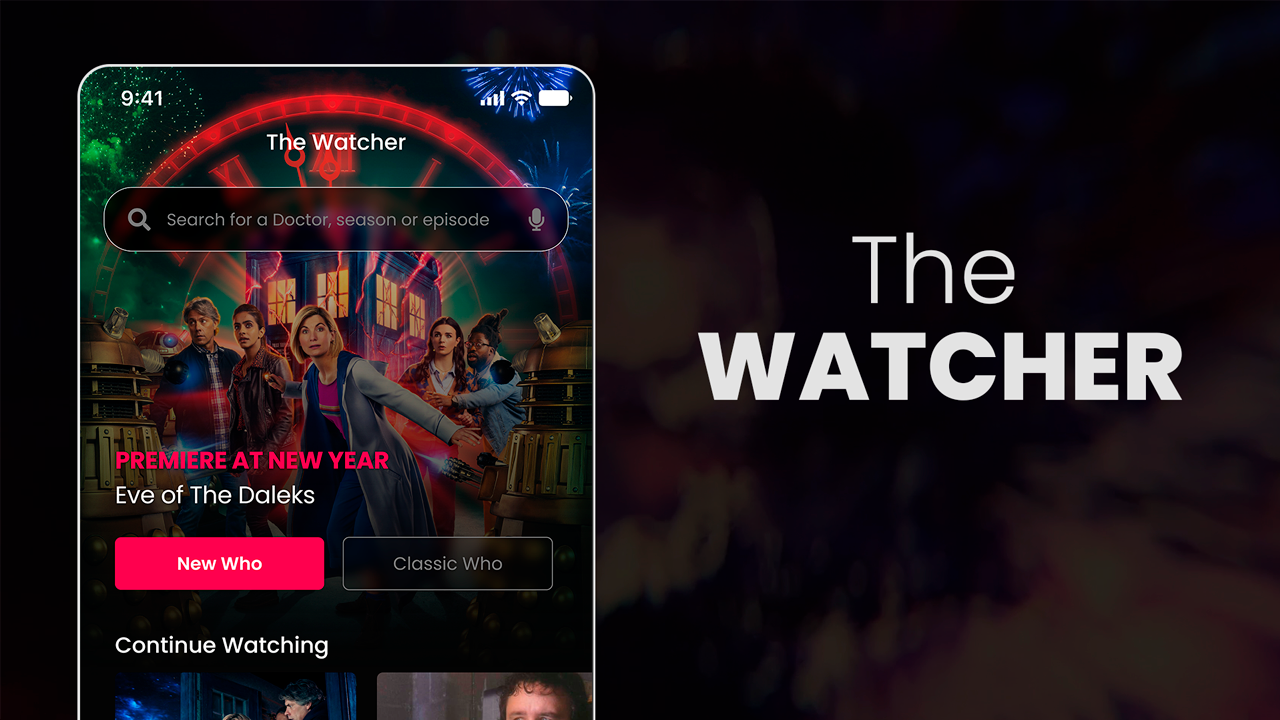 9:41
The Watcher
Search for a Doctor, season or episode
PREMIERE AT NEW YEAR
Eve of The Daleks
New Who
Classic Who
Continue Watching
The
WATCHER